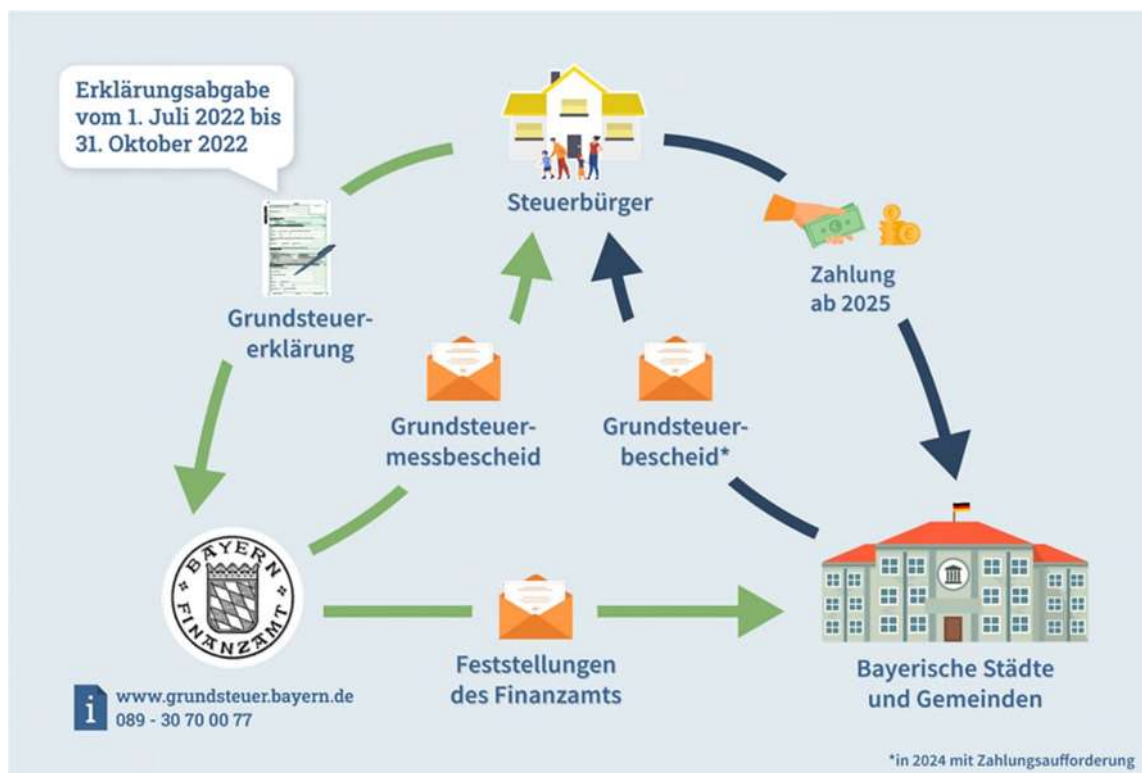 Erklärungsabgabe
vom 1. Juli 2022 bis
31. Oktober 2022
Steuerbürger
Zahlung
ab 2025
Grundsteuer-
erklärung
Grundsteuer-
messbescheid
Grundsteuer-
bescheid*
BAYERN
FINANZAMT
Feststellungen
des Finanzamts
Bayerische Städte
und Gemeinden
i
www.grundsteuer.bayern.de
089 - 30 70 00 77
*in 2024 mit Zahlungsaufforderung